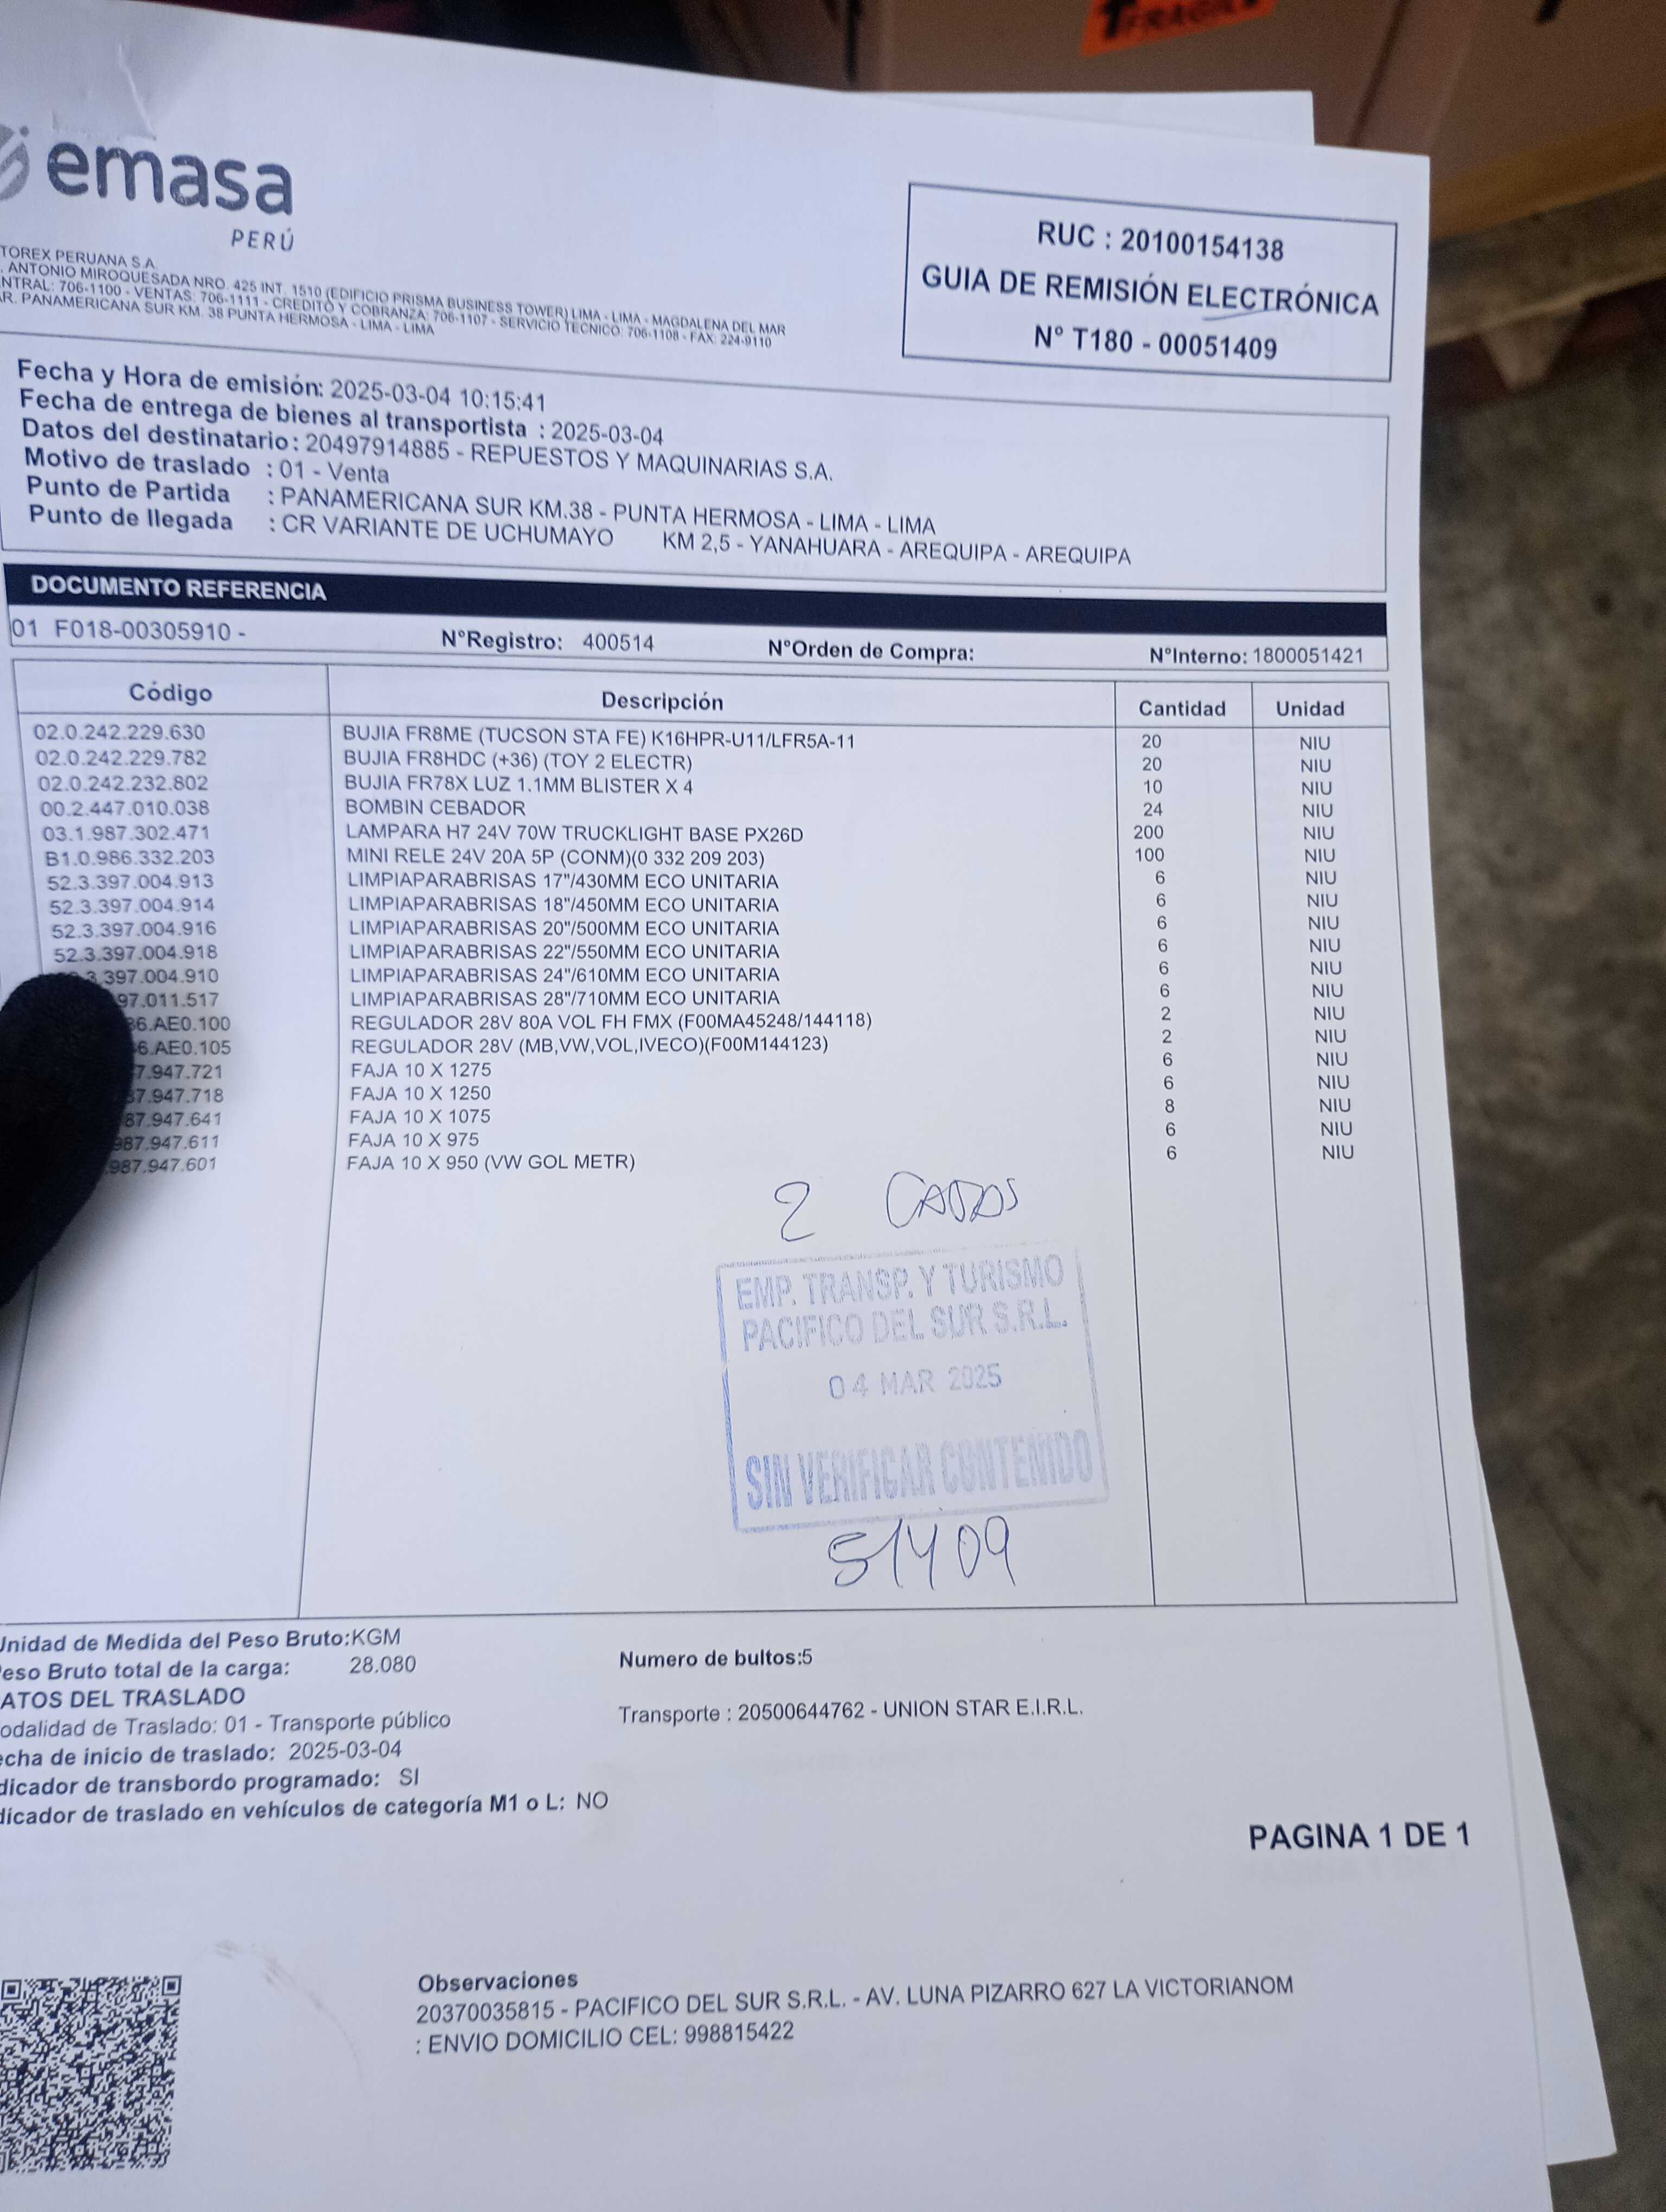 FRAGIL
emasa
PERÚ
TOREX PERUANA S.A.
. ANTONIO MIROQUESADA NRO. 425 INT. 1510 (EDIFICIO PRISMA BUSINESS TOWER) LIMA - LIMA - MAGDALENA DEL MAR
NTRAL: 706-1100 - VENTAS: 706-1111 - CREDITO Y COBRANZA: 706-1107 - SERVICIO TECNICO: 706-1108 - FAX: 224-9110
AR. PANAMERICANA SUR KM. 38 PUNTA HERMOSA - LIMA - LIMA
RUC : 20100154138
GUIA DE REMISIÓN ELECTRÓNICA
N° T180 - 00051409
Fecha y Hora de emisión: 2025-03-04 10:15:41
Fecha de entrega de bienes al transportista : 2025-03-04
Datos del destinatario: 20497914885 - REPUESTOS Y MAQUINARIAS S.A.
Motivo de traslado : 01 - Venta
Punto de Partida : PANAMERICANA SUR KM.38 - PUNTA HERMOSA - LIMA - LIMA
Punto de llegada : CR VARIANTE DE UCHUMAYO KM 2,5 - YANAHUARA - AREQUIPA - AREQUIPA
DOCUMENTO REFERENCIA
01 F018-00305910 - N°Registro: 400514 N°Orden de Compra: N°Interno: 1800051421
Código Descripción Cantidad Unidad
02.0.242.229.630 BUJIA FR8ME (TUCSON STA FE) K16HPR-U11/LFR5A-11 20 NIU
02.0.242.229.782 BUJIA FR8HDC (+36) (TOY 2 ELECTR) 20 NIU
02.0.242.232.802 BUJIA FR78X LUZ 1.1MM BLISTER X 4 10 NIU
00.2.447.010.038 BOMBIN CEBADOR 24 NIU
03.1.987.302.471 LAMPARA H7 24V 70W TRUCKLIGHT BASE PX26D 200 NIU
B1.0.986.332.203 MINI RELE 24V 20A 5P (CONM)(0 332 209 203) 100 NIU
52.3.397.004.913 LIMPIAPARABRISAS 17"/430MM ECO UNITARIA 6 NIU
52.3.397.004.914 LIMPIAPARABRISAS 18"/450MM ECO UNITARIA 6 NIU
52.3.397.004.916 LIMPIAPARABRISAS 20"/500MM ECO UNITARIA 6 NIU
52.3.397.004.918 LIMPIAPARABRISAS 22"/550MM ECO UNITARIA 6 NIU
3.397.004.910 LIMPIAPARABRISAS 24"/610MM ECO UNITARIA 6 NIU
97.011.517 LIMPIAPARABRISAS 28"/710MM ECO UNITARIA 6 NIU
86.AE0.100 REGULADOR 28V 80A VOL FH FMX (F00MA45248/144118) 2 NIU
6.AE0.105 REGULADOR 28V (MB,VW,VOL,IVECO)(F00M144123) 2 NIU
7.947.721 FAJA 10 X 1275 6 NIU
87.947.718 FAJA 10 X 1250 6 NIU
87.947.641 FAJA 10 X 1075 8 NIU
987.947.611 FAJA 10 X 975 6 NIU
.987.947.601 FAJA 10 X 950 (VW GOL METR) 6 NIU
2
EMP. TRANSP. Y TURISMO
PACIFICO DEL SUR S.R.L.
04 MAR 2025
SIN VERIFICAR CONTENIDO
51409
Unidad de Medida del Peso Bruto:KGM
eso Bruto total de la carga: 28.080 Numero de bultos:5
ATOS DEL TRASLADO
odalidad de Traslado: 01 - Transporte público Transporte : 20500644762 - UNION STAR E.I.R.L.
echa de inicio de traslado: 2025-03-04
dicador de transbordo programado: SI
dicador de traslado en vehículos de categoría M1 o L: NO
PAGINA 1 DE 1
Observaciones
20370035815 - PACIFICO DEL SUR S.R.L. - AV. LUNA PIZARRO 627 LA VICTORIANOM
: ENVIO DOMICILIO CEL: 998815422